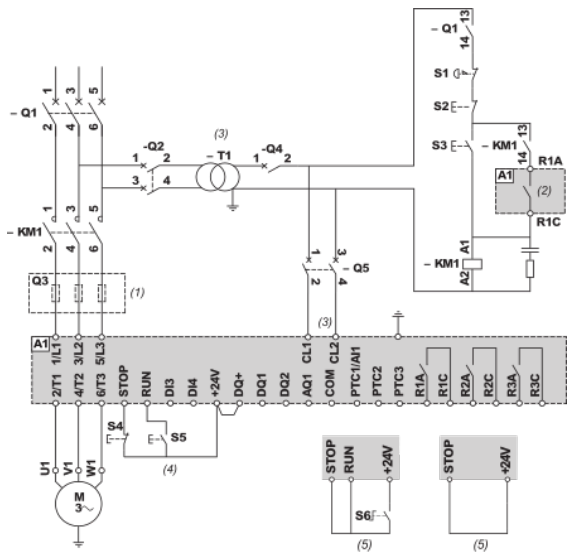 1 3 5
– Q1
2 4 6
-Q2
1 2
3 4
(3)
– T1
-Q4
1 2
– Q1
13
14
S1
S2
S3
13
– KM1
14
R1A
A1
(2)
R1C
A1
– KM1
A2
1 3 5
– KM1
2 4 6
Q3
(1)
1 3
– Q5
2 4
(3)
A1
1/L1 3/L2 5/L3 CL1 CL2
2/T1 4/T2 6/T3 STOP RUN DI3 DI4 +24V DQ+ DQ1 DQ2 AQ1 COM PTC1/AI1 PTC2 PTC3 R1A R1C R2A R2C R3A R3C
S4 S5
(4)
U1 V1 W1
M
3
STOP RUN +24V
S6
(5)
STOP +24V
(5)